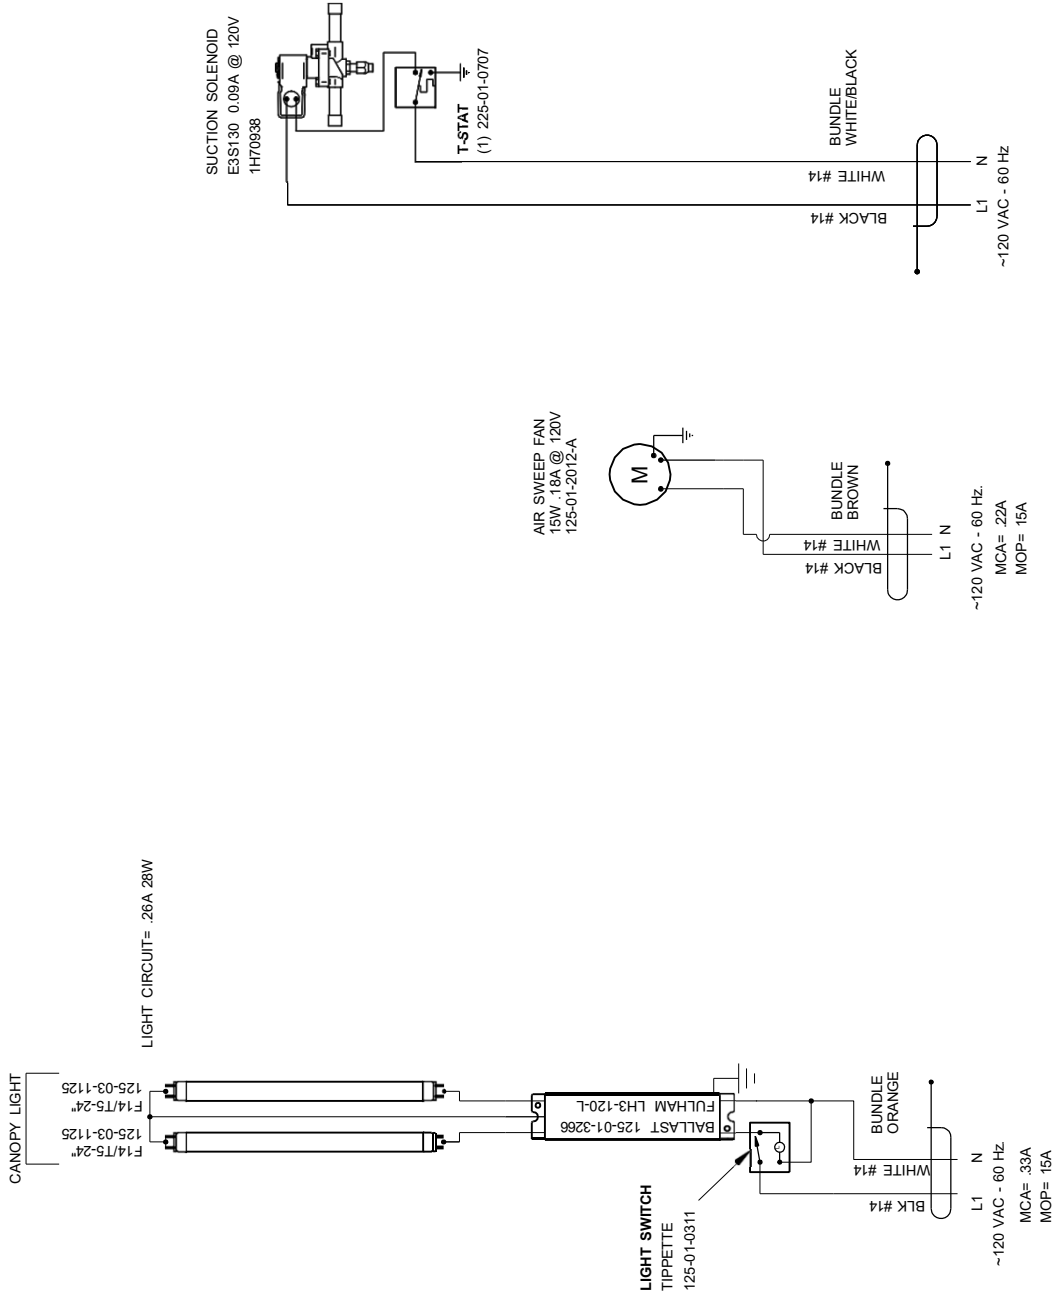 CANOPY LIGHT
F14/T5-24"
125-03-1125
F14/T5-24"
125-03-1125
LIGHT CIRCUIT= .26A 28W
BALLAST 125-01-3266
FULHAM LH3-120-L
LIGHT SWITCH
TIPPETTE
125-01-0311
BLK #14
WHITE #14
BUNDLE
ORANGE
L1
N
~120 VAC - 60 Hz.
MCA= .33A
MOP= 15A
AIR SWEEP FAN
15W .18A @ 120V
125-01-2012-A
M
BLACK #14
WHITE #14
BUNDLE
BROWN
L1 N
~120 VAC - 60 Hz.
MCA= .22A
MOP= 15A
SUCTION SOLENOID
E3S130 0.09A @ 120V
1H70938
T-STAT
(1) 225-01-0707
BLACK #14
WHITE #14
BUNDLE
WHITE/BLACK
L1
N
~120 VAC - 60 Hz